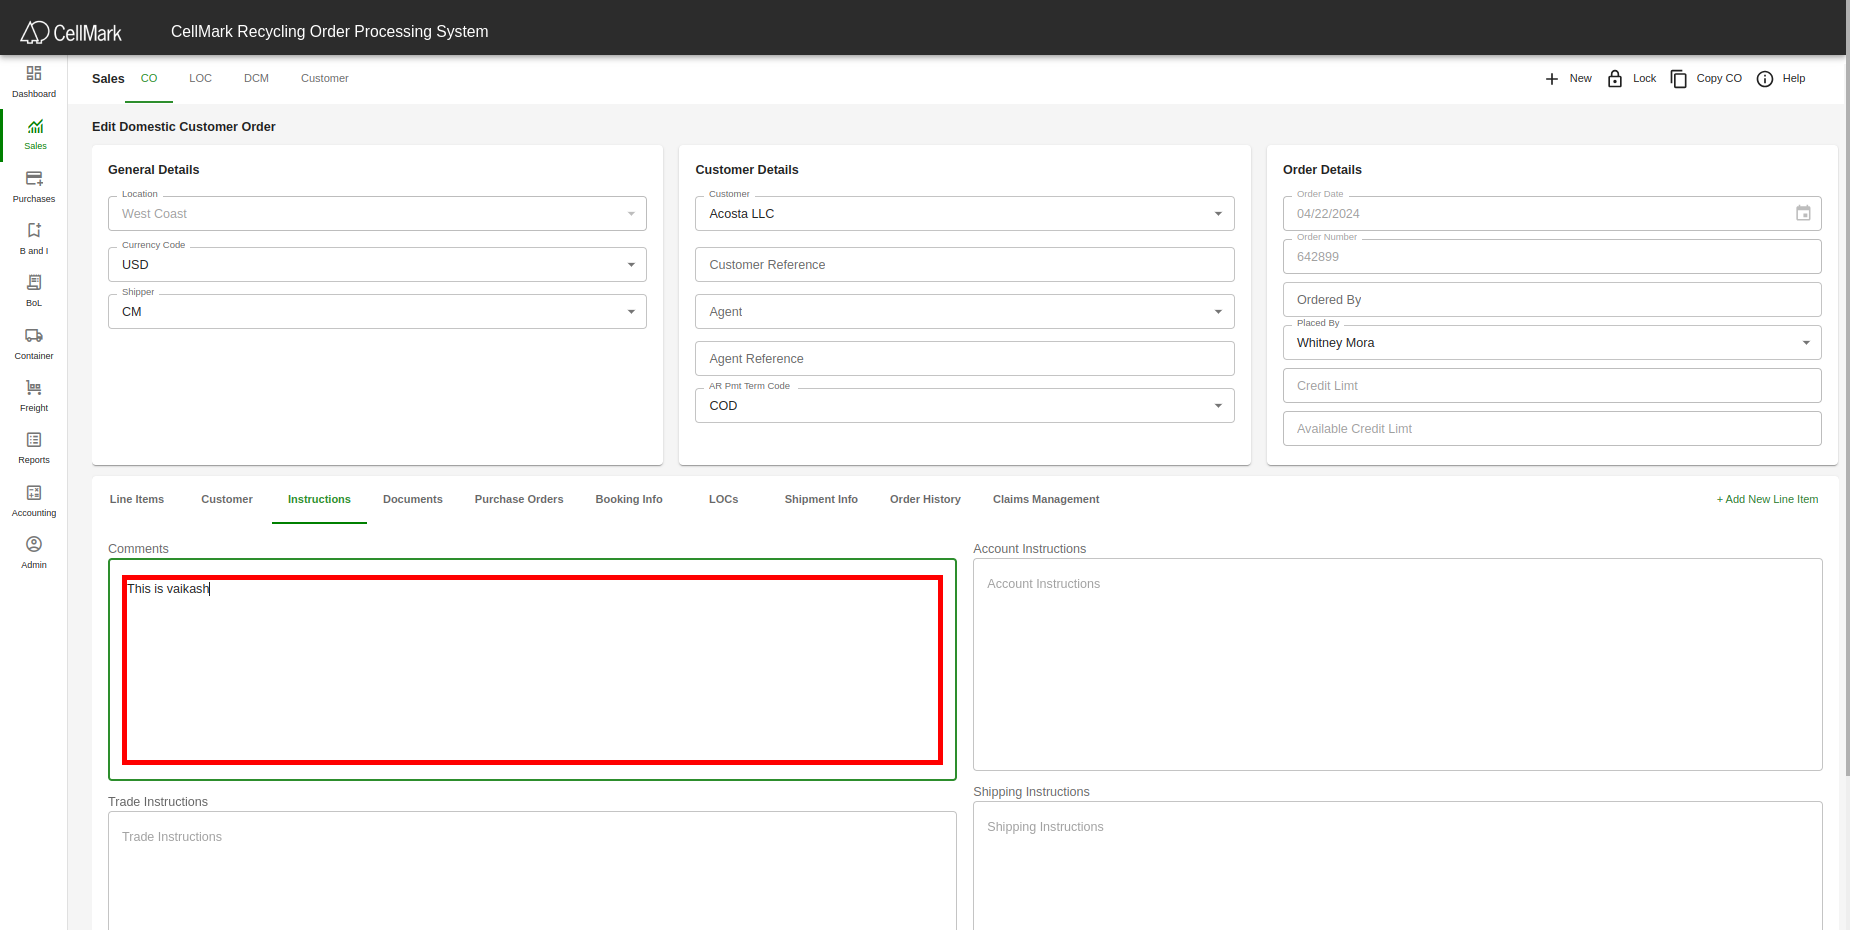 CellMark
CellMark Recycling Order Processing System
Dashboard
Sales
Purchases
B and I
BoL
Container
Freight
Reports
Accounting
Admin
Sales CO LOC DCM Customer
New Lock Copy CO Help
Edit Domestic Customer Order
General Details
Location
West Coast
Currency Code
USD
Shipper
CM
Customer Details
Customer
Acosta LLC
Customer Reference
Agent
Agent Reference
AR Pmt Term Code
COD
Order Details
Order Date
04/22/2024
Order Number
642899
Ordered By
Placed By
Whitney Mora
Credit Limt
Available Credit Limt
Line Items Customer Instructions Documents Purchase Orders Booking Info LOCs Shipment Info Order History Claims Management
+ Add New Line Item
Comments
This is vaikash
Account Instructions
Account Instructions
Trade Instructions
Trade Instructions
Shipping Instructions
Shipping Instructions